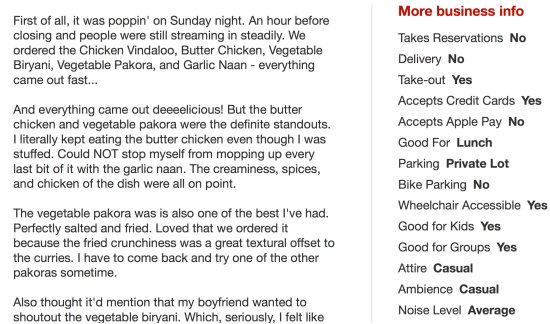 First of all, it was poppin' on Sunday night. An hour before
closing and people were still streaming in steadily. We
ordered the Chicken Vindaloo, Butter Chicken, Vegetable
Biryani, Vegetable Pakora, and Garlic Naan - everything
came out fast...
And everything came out deeeelicious! But the butter
chicken and vegetable pakora were the definite standouts.
I literally kept eating the butter chicken even though I was
stuffed. Could NOT stop myself from mopping up every
last bit of it with the garlic naan. The creaminess, spices,
and chicken of the dish were all on point.
The vegetable pakora was is also one of the best I've had.
Perfectly salted and fried. Loved that we ordered it
because the fried crunchiness was a great textural offset to
the curries. I have to come back and try one of the other
pakoras sometime.
Also thought it'd mention that my boyfriend wanted to
shoutout the vegetable biryani. Which, seriously, I felt like
More business info
Takes Reservations No
Delivery No
Take-out Yes
Accepts Credit Cards Yes
Accepts Apple Pay No
Good For Lunch
Parking Private Lot
Bike Parking No
Wheelchair Accessible Yes
Good for Kids Yes
Good for Groups Yes
Attire Casual
Ambience Casual
Noise Level Average